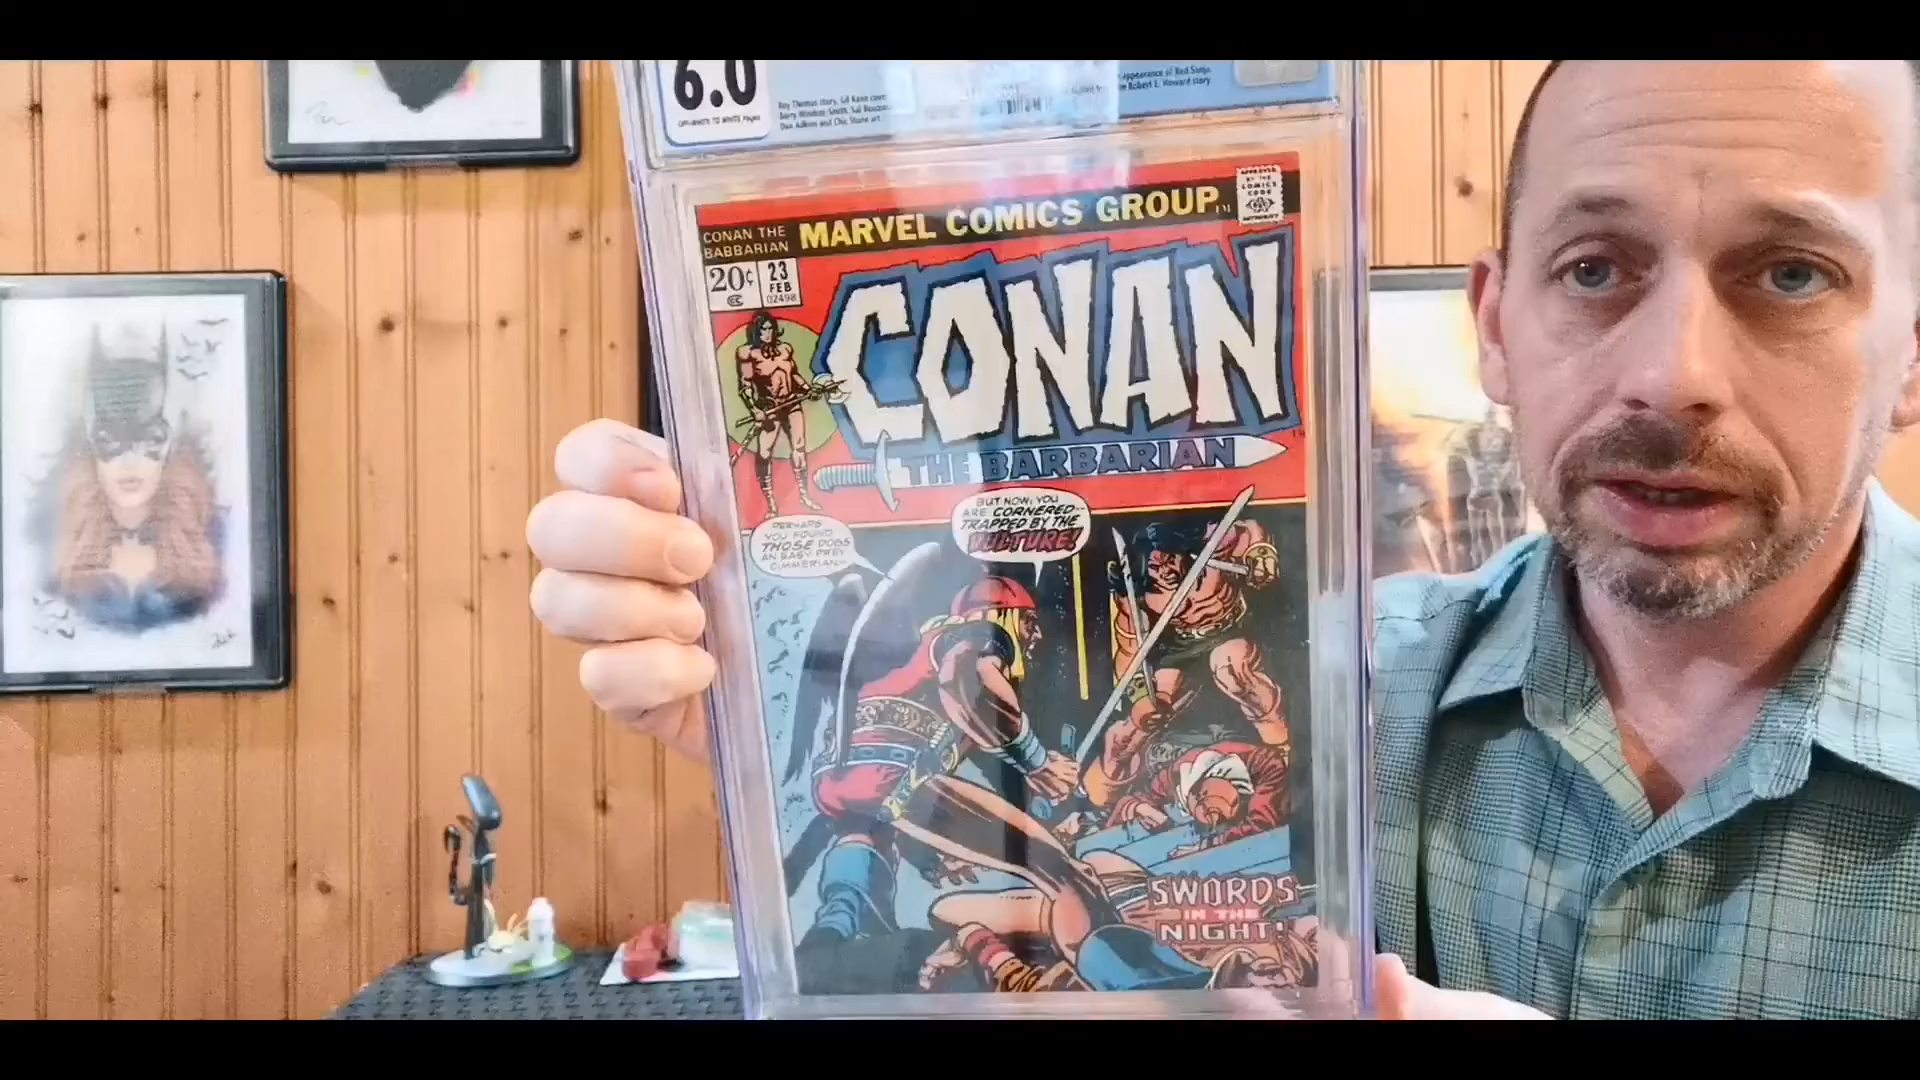 6.0
OFF-WHITE TO WHITE Pages
Roy Thomas story, Gil Kane cover
Barry Windsor-Smith, Sal Buscema,
Dan Adkins and Chic Stone art
appearance of Red Sonja.
Robert E. Howard story
APPROVED
BY THE
COMICS
CODE
AUTHORITY
MARVEL COMICS GROUP
CONAN THE
BARBARIAN
20¢
23
FEB
02498
CONAN
THE BARBARIAN
PERHAPS
YOU FOUND
THOSE DOGS
AN EASY PREY
CIMMERIAN--
BUT NOW, YOU
ARE CORNERED--
TRAPPED BY THE
VULTURE!
SWORDS
IN THE
NIGHT!